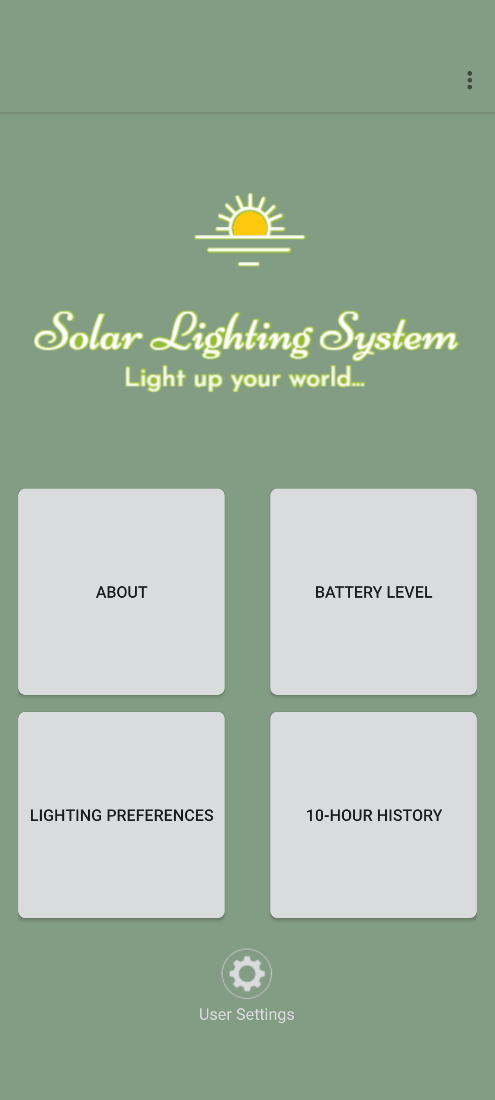 Solar Lighting System
Light up your world...
ABOUT
BATTERY LEVEL
LIGHTING PREFERENCES
10-HOUR HISTORY
User Settings